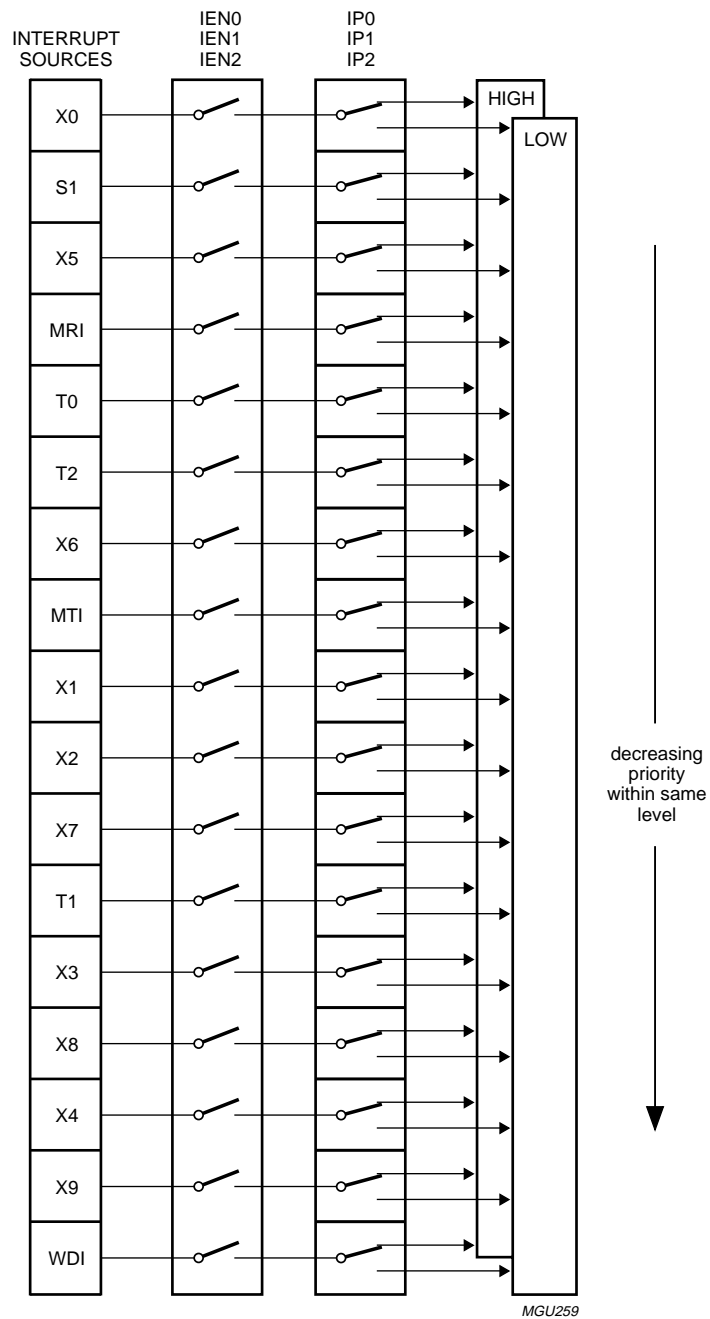 INTERRUPT
SOURCES
IEN0
IEN1
IEN2
IP0
IP1
IP2
HIGH
LOW
X0
S1
X5
MRI
T0
T2
X6
MTI
X1
X2
X7
T1
X3
X8
X4
X9
WDI
decreasing
priority
within same
level
MGU259